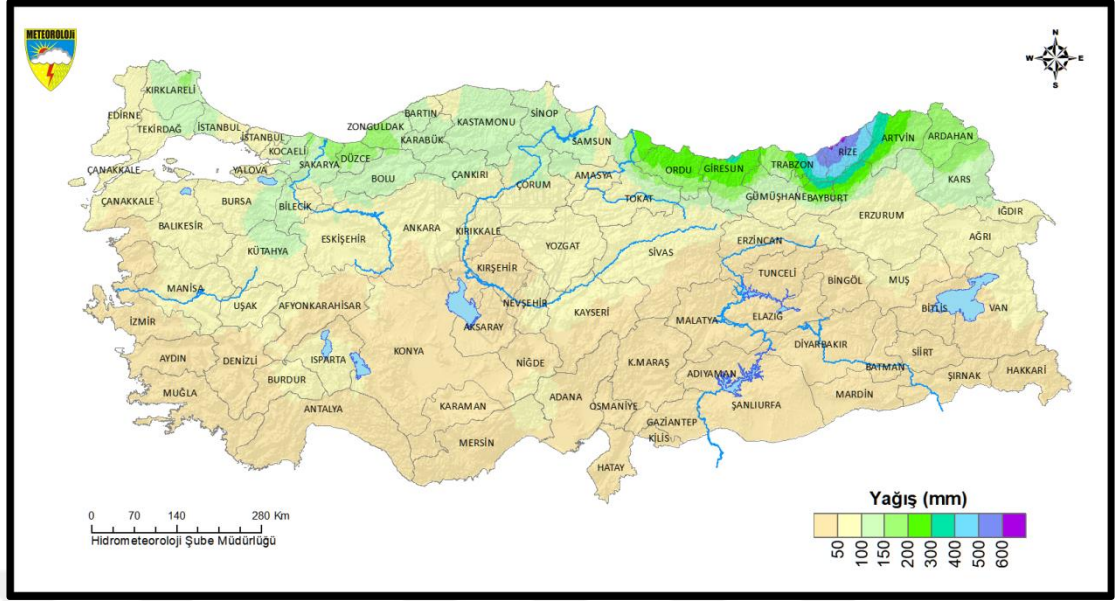 METEOROLOJİ
N
W
E
S
KIRKLARELİ
EDİRNE
TEKİRDAĞ
İSTANBUL
İSTANBUL
KOCAELİ
YALOVA
SAKARYA
DÜZCE
ZONGULDAK
BARTIN
KARABÜK
KASTAMONU
SİNOP
SAMSUN
BOLU
ÇANKIRI
ÇORUM
AMASYA
TOKAT
ORDU
GİRESUN
TRABZON
RİZE
ARTVİN
ARDAHAN
KARS
GÜMÜŞHANE
BAYBURT
ERZURUM
IĞDIR
AĞRI
ÇANAKKALE
ÇANAKKALE
BALIKESİR
BURSA
BİLECİK
KÜTAHYA
ESKİŞEHİR
ANKARA
KIRIKKALE
YOZGAT
SİVAS
ERZİNCAN
TUNCELİ
BİNGÖL
MUŞ
BİTLİS
VAN
MANİSA
UŞAK
AFYONKARAHİSAR
KIRŞEHİR
NEVŞEHİR
KAYSERİ
AKSARAY
MALATYA
ELAZIĞ
DİYARBAKIR
SİİRT
BATMAN
ŞIRNAK
HAKKARİ
İZMİR
AYDIN
DENİZLİ
ISPARTA
BURDUR
KONYA
NİĞDE
K.MARAŞ
ADIYAMAN
MARDİN
MUĞLA
ANTALYA
KARAMAN
ADANA
OSMANİYE
GAZİANTEP
ŞANLIURFA
KİLİS
MERSİN
HATAY
0 70 140 280 Km
Hidrometeoroloji Şube Müdürlüğü
Yağış (mm)
50 100 150 200 300 400 500 600